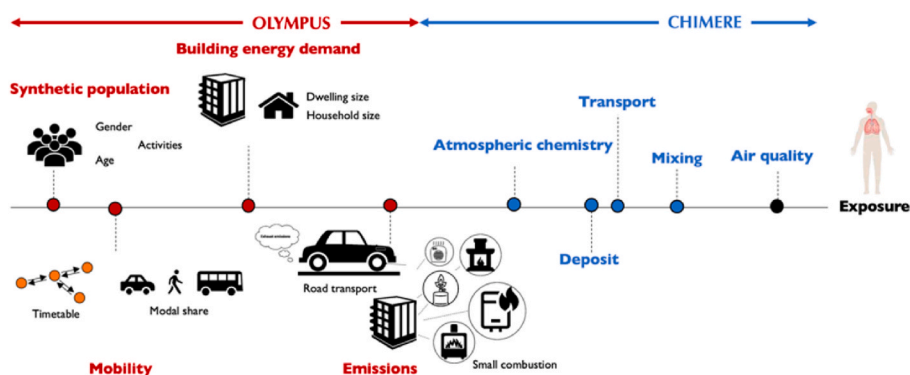 OLYMPUS
CHIMERE
Building energy demand
Synthetic population
Gender
Age
Activities
Dwelling size
Household size
Transport
Atmospheric chemistry
Mixing
Air quality
Exposure
Deposit
Timetable
Modal share
Mobility
Road transport
Emissions
Small combustion